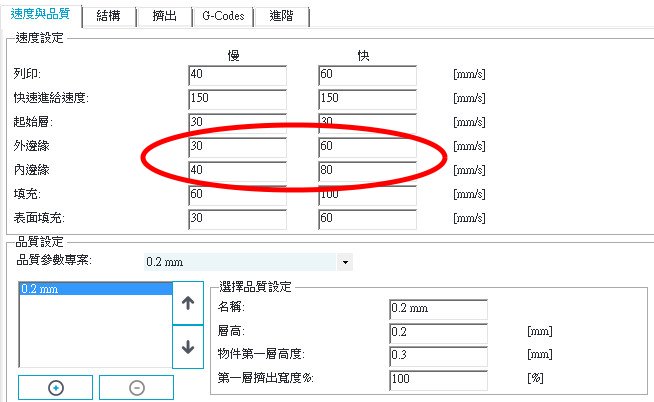 速度與品質 結構 擠出 G-Codes 進階
速度設定
慢 快
列印: 40 60 [mm/s]
快速進給速度: 150 150 [mm/s]
起始層: 30 30 [mm/s]
外邊緣 30 60 [mm/s]
內邊緣 40 80 [mm/s]
填充: 60 100 [mm/s]
表面填充: 30 60 [mm/s]
品質設定
品質參數專案: 0.2 mm
0.2 mm
選擇品質設定
名稱: 0.2 mm
層高: 0.2 [mm]
物件第一層高度: 0.3 [mm]
第一層擠出寬度%: 100 [%]